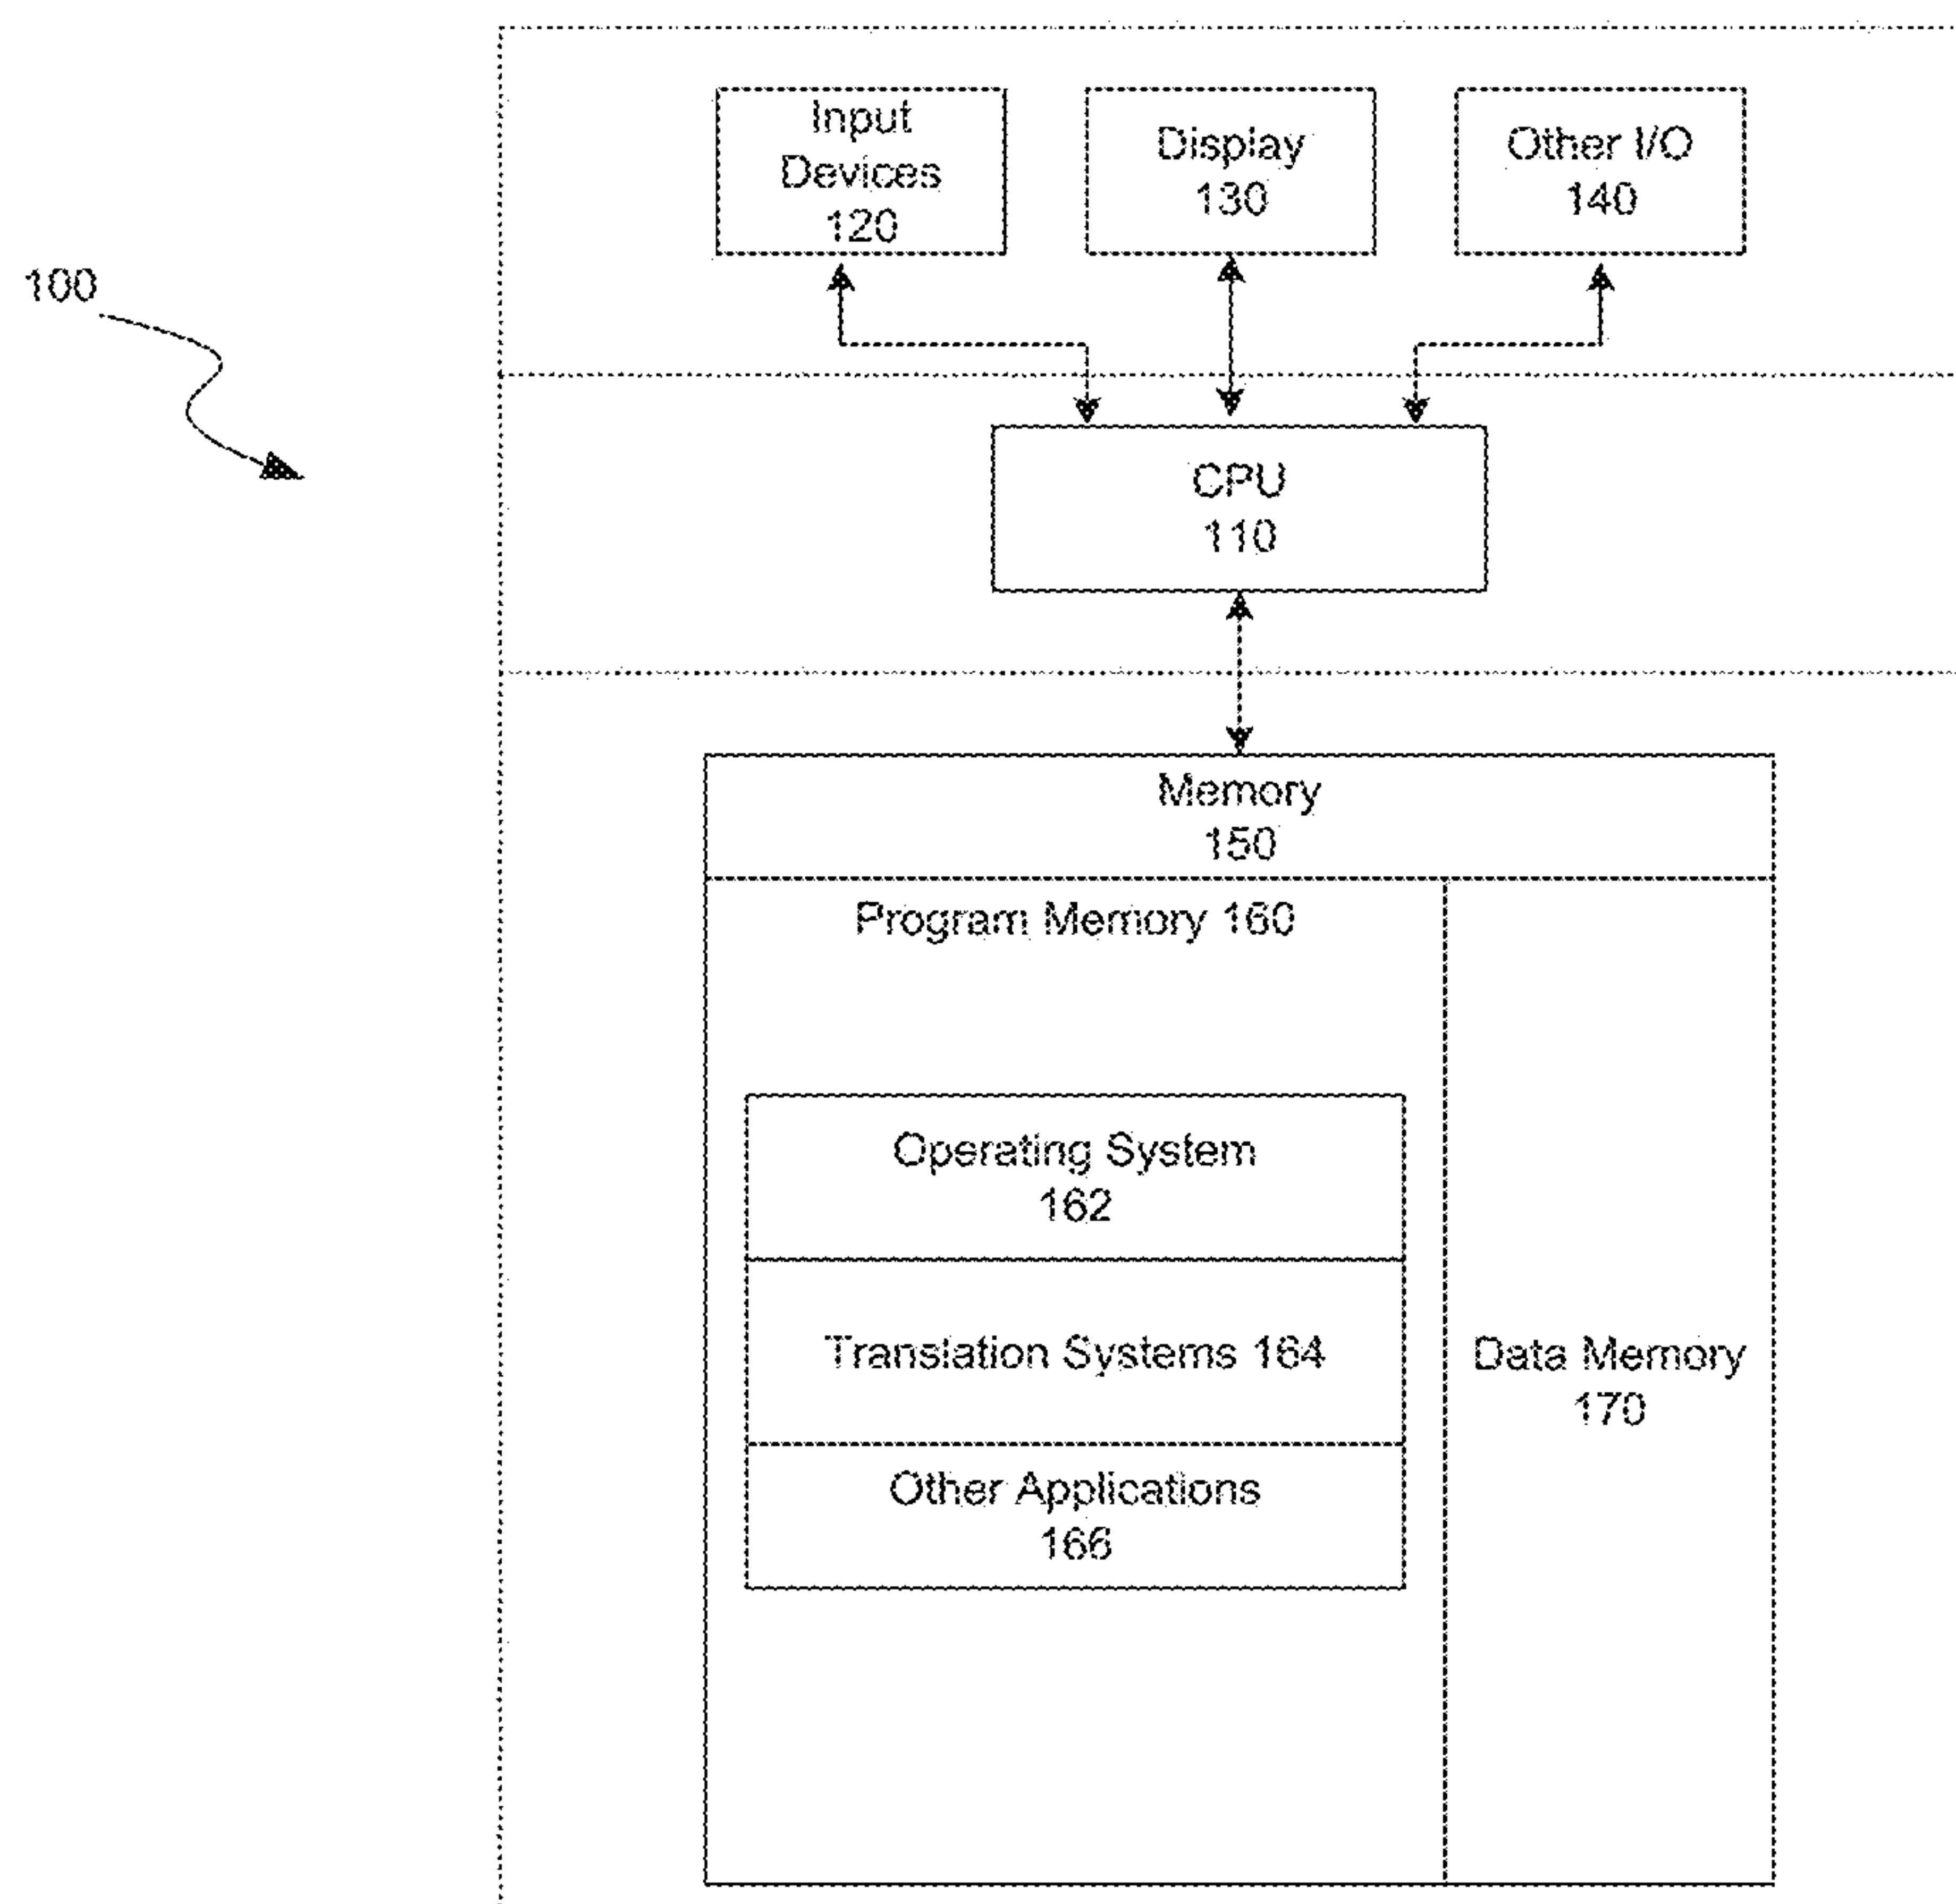 Input
Devices
120
Display
130
Other I/O
140
100
CPU
110
Memory
150
Program Memory 160
Operating System
162
Translation Systems 164
Data Memory
170
Other Applications
166